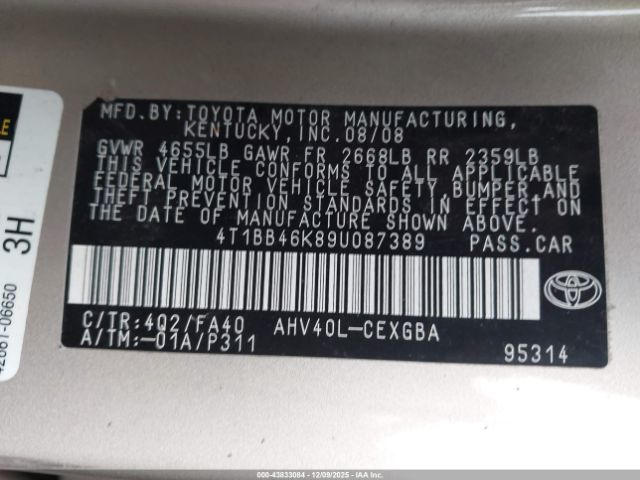 MFD.BY:TOYOTA MOTOR MANUFACTURING,
KENTUCKY,INC.08/08
GVWR 4655LB GAWR FR 2668LB RR 2359LB
THIS VEHICLE CONFORMS TO ALL APPLICABLE
FEDERAL MOTOR VEHICLE SAFETY,BUMPER,AND
THEFT PREVENTION STANDARDS IN EFFECT ON
THE DATE OF MANUFACTURE SHOWN ABOVE.
4T1BB46K89U087389 PASS.CAR
C/TR:4Q2/FA40 AHV40L-CEXGBA
A/TM:-01A/P311 95314
3H
42661-06650
000-43833084 | 12/09/2025 | IAA Inc.